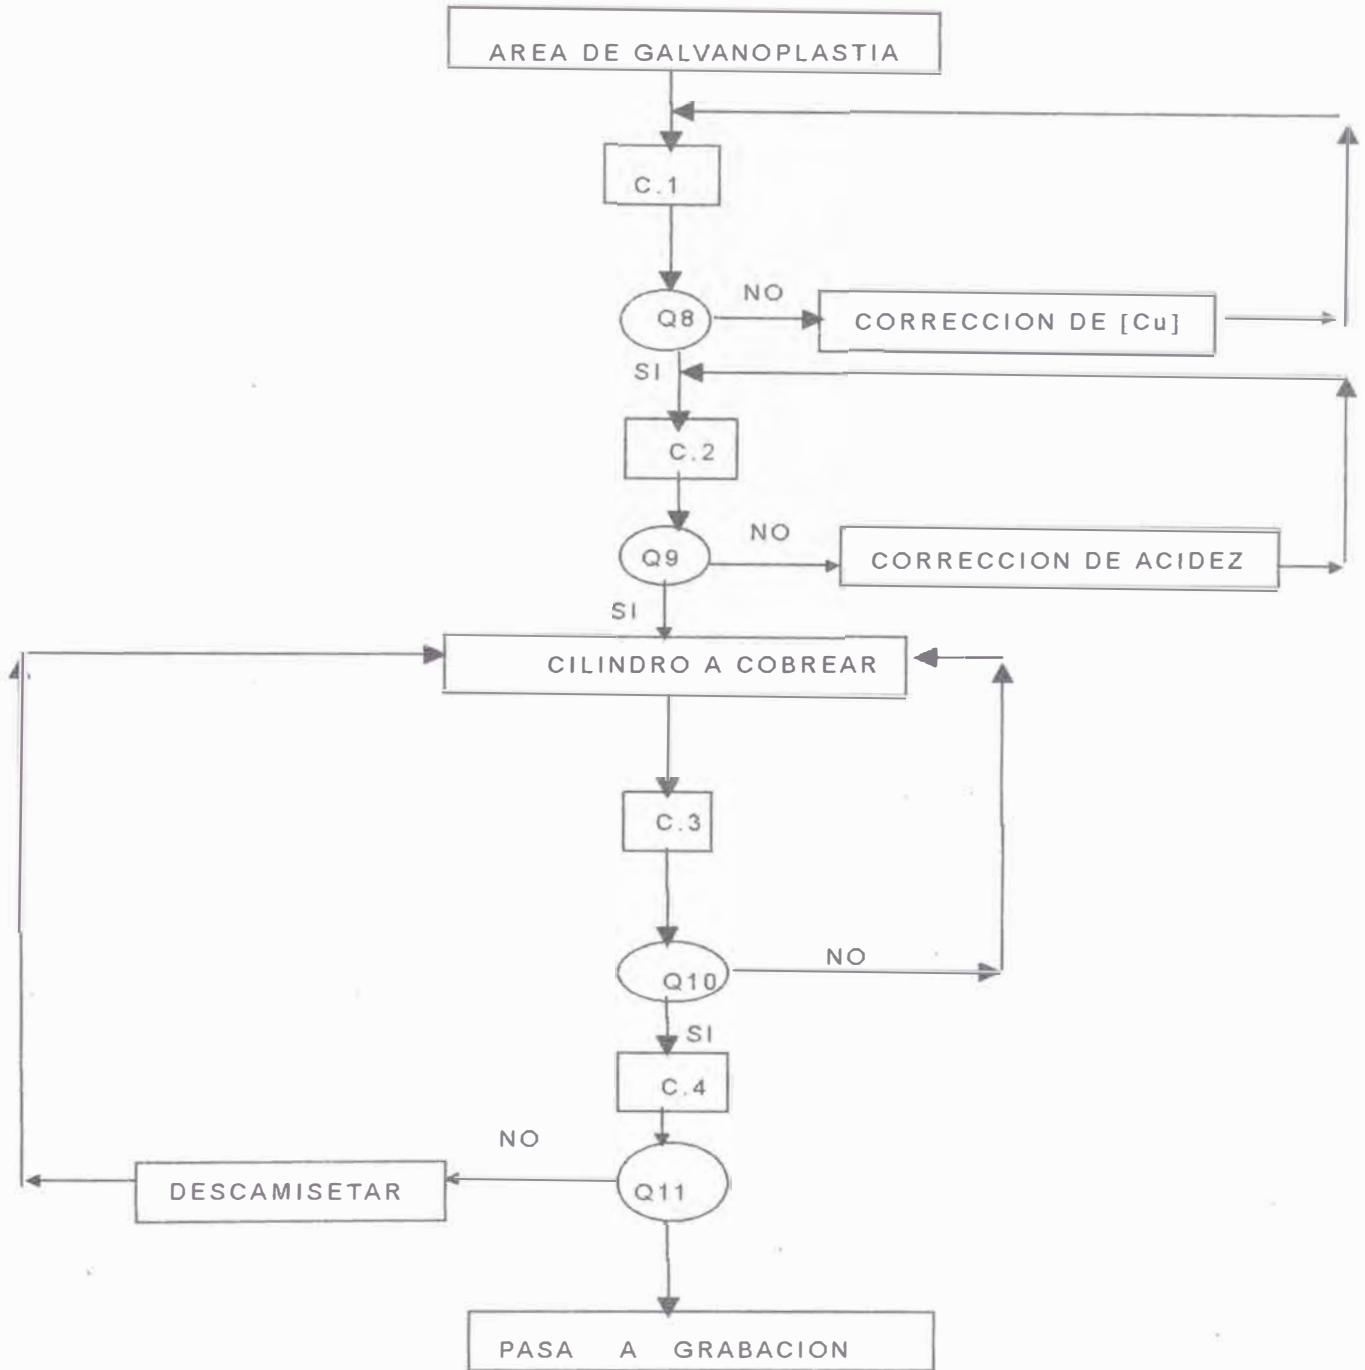 AREA DE GALVANOPLASTIA
C.1
Q8
NO
CORRECCION DE [Cu]
SI
C.2
Q9
NO
CORRECCION DE ACIDEZ
SI
CILINDRO A COBREAR
C.3
Q10
NO
SI
C.4
NO
DESCAMISETAR
Q11
PASA A GRABACION